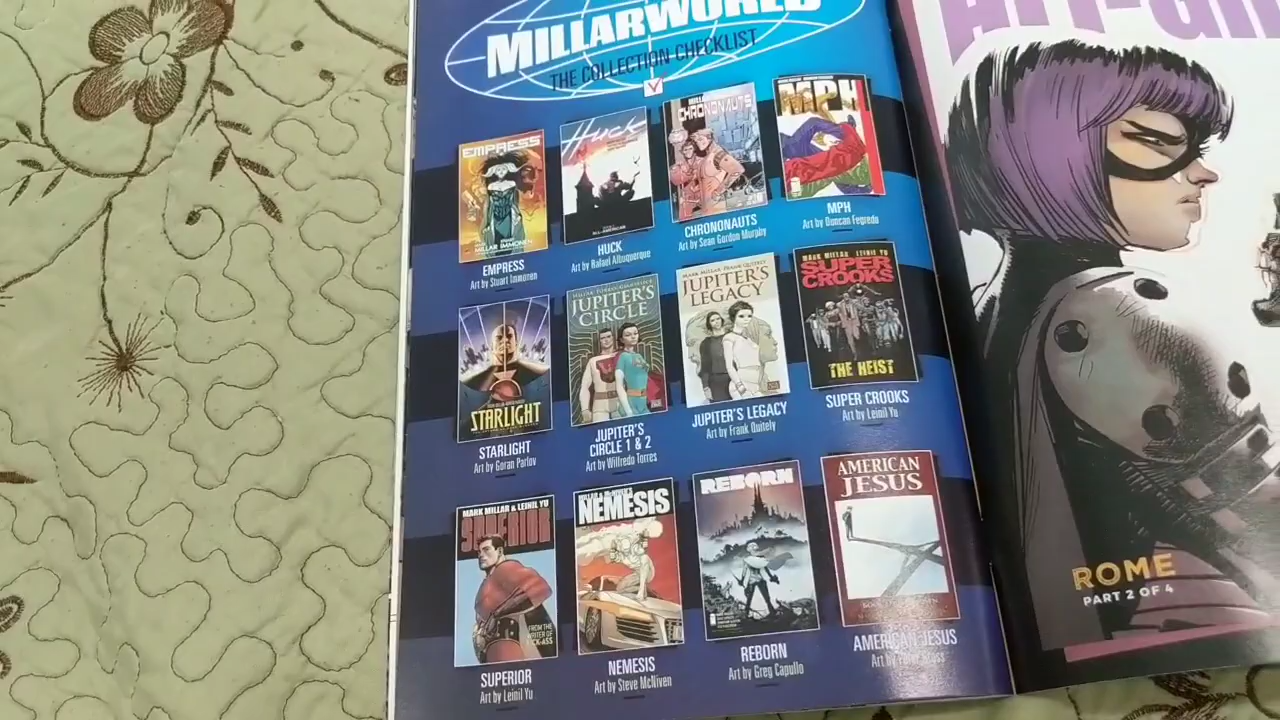 MILLARWORLD
THE COLLECTION CHECKLIST
EMPRESS
MILLAR IMMONEN
EMPRESS
Art by Stuart Immonen
Huck
HUCK
Art by Rafael Albuquerque
CHRONONAUTS
CHRONONAUTS
Art by Sean Gordon Murphy
MPH
MPH
Art by Duncan Fegredo
STARLIGHT
STARLIGHT
Art by Goran Parlov
JUPITER'S
CIRCLE
JUPITER'S
CIRCLE 1 & 2
Art by Wilfredo Torres
MARK MILLAR FRANK QUITELY
JUPITER'S
LEGACY
JUPITER'S LEGACY
Art by Frank Quitely
MARK MILLAR LEINIL YU
SUPER
CROOKS
THE HEIST
SUPER CROOKS
Art by Leinil Yu
MARK MILLAR & LEINIL YU
SUPERIOR
FROM THE
WRITER OF
KICK-ASS
SUPERIOR
Art by Leinil Yu
NEMESIS
NEMESIS
Art by Steve McNiven
REBORN
REBORN
Art by Greg Capullo
AMERICAN
JESUS
AMERICAN JESUS
Art by Peter Gross
ROME
PART 2 OF 4